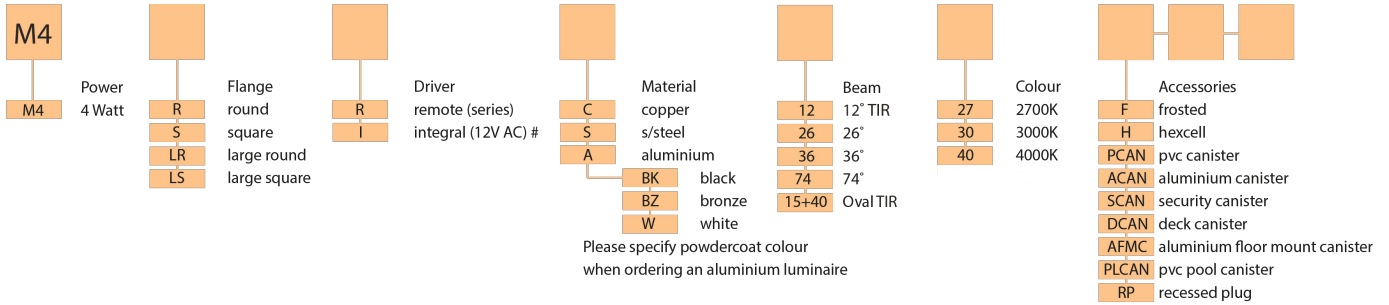 M4
Power
M4 4 Watt
Flange
R round
S square
LR large round
LS large square
Driver
R remote (series)
I integral (12V AC) #
Material
C copper
S s/steel
A aluminium
BK black
BZ bronze
W white
Please specify powdercoat colour
when ordering an aluminium luminaire
Beam
12 12° TIR
26 26°
36 36°
74 74°
15+40 Oval TIR
Colour
27 2700K
30 3000K
40 4000K
Accessories
F frosted
H hexcell
PCAN pvc canister
ACAN aluminium canister
SCAN security canister
DCAN deck canister
AFMC aluminium floor mount canister
PLCAN pvc pool canister
RP recessed plug